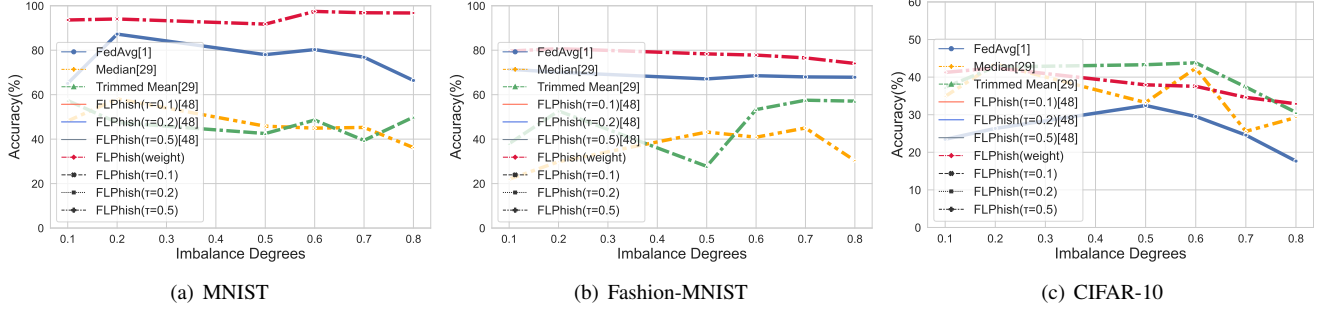 100
80
60
40
20
0
Accuracy(%)
FedAvg[1]
Median[29]
Trimmed Mean[29]
FLPhish(τ=0.1)[48]
FLPhish(τ=0.2)[48]
FLPhish(τ=0.5)[48]
FLPhish(weight)
FLPhish(τ=0.1)
FLPhish(τ=0.2)
FLPhish(τ=0.5)
0.1 0.2 0.3 0.4 0.5 0.6 0.7 0.8
Imbalance Degrees
(a) MNIST
100
80
60
40
20
0
Accuracy(%)
FedAvg[1]
Median[29]
Trimmed Mean[29]
FLPhish(τ=0.1)[48]
FLPhish(τ=0.2)[48]
FLPhish(τ=0.5)[48]
FLPhish(weight)
FLPhish(τ=0.1)
FLPhish(τ=0.2)
FLPhish(τ=0.5)
0.1 0.2 0.3 0.4 0.5 0.6 0.7 0.8
Imbalance Degrees
(b) Fashion-MNIST
60
50
40
30
20
10
0
Accuracy(%)
FedAvg[1]
Median[29]
Trimmed Mean[29]
FLPhish(τ=0.1)[48]
FLPhish(τ=0.2)[48]
FLPhish(τ=0.5)[48]
FLPhish(weight)
FLPhish(τ=0.1)
FLPhish(τ=0.2)
FLPhish(τ=0.5)
0.1 0.2 0.3 0.4 0.5 0.6 0.7 0.8
Imbalance Degrees
(c) CIFAR-10